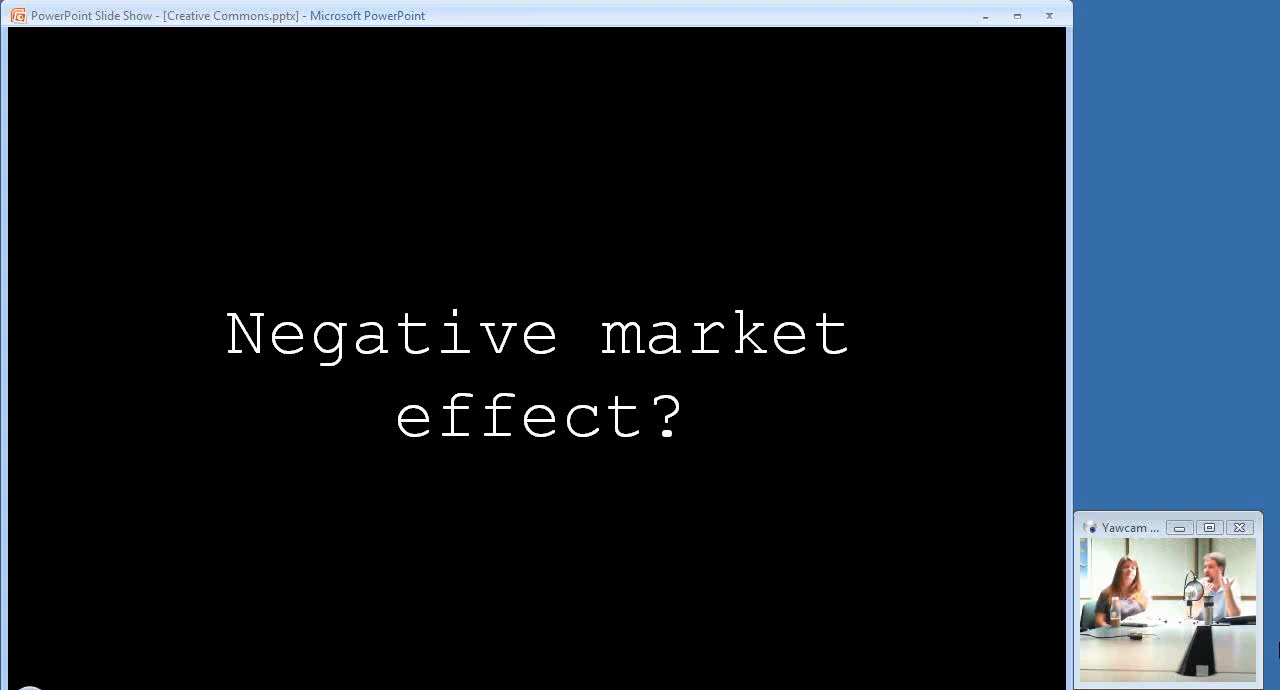 PowerPoint Slide Show - [Creative Commons.pptx] - Microsoft PowerPoint
Negative market
effect?
Yawcam ...